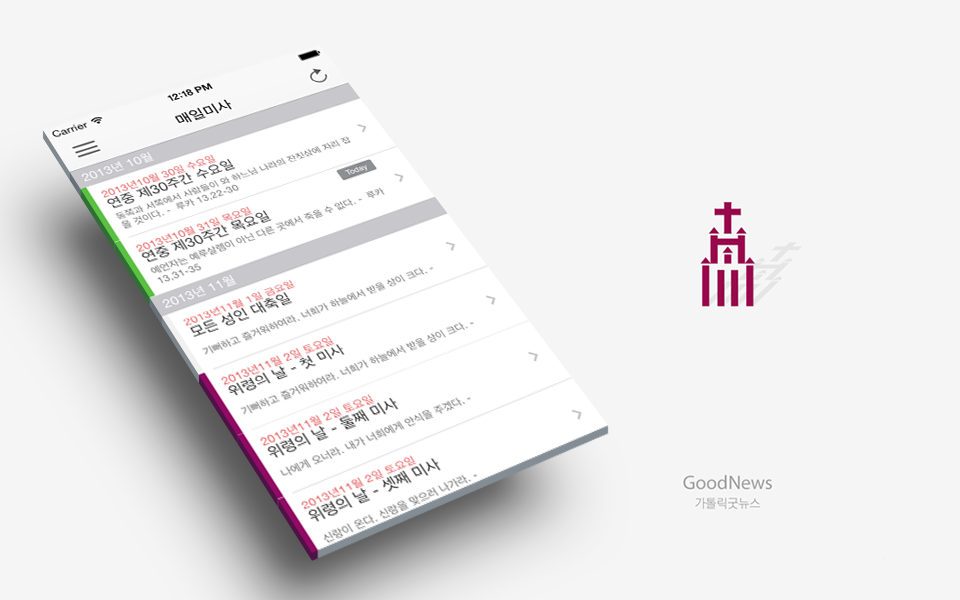 Carrier 12:18 PM
매일미사
2013년 10월
2013년10월 30일 수요일
연중 제30주간 수요일
동쪽과 서쪽에서 사람들이 와 하느님 나라의 잔칫상에 자리 잡
을 것이다. - 루카 13,22-30
Today
2013년10월 31일 목요일
연중 제30주간 목요일
예언자는 예루살렘이 아닌 다른 곳에서 죽을 수 없다. - 루카
13,31-35
2013년 11월
2013년11월 1일 금요일
모든 성인 대축일
기뻐하고 즐거워하여라. 너희가 하늘에서 받을 상이 크다. -
2013년11월 2일 토요일
위령의 날 - 첫 미사
기뻐하고 즐거워하여라. 너희가 하늘에서 받을 상이 크다. -
2013년11월 2일 토요일
위령의 날 - 둘째 미사
나에게 오너라. 내가 너희에게 안식을 주겠다. -
2013년11월 2일 토요일
위령의 날 - 셋째 미사
신랑이 온다. 신랑을 맞으러 나가라. -
GoodNews
가톨릭굿뉴스